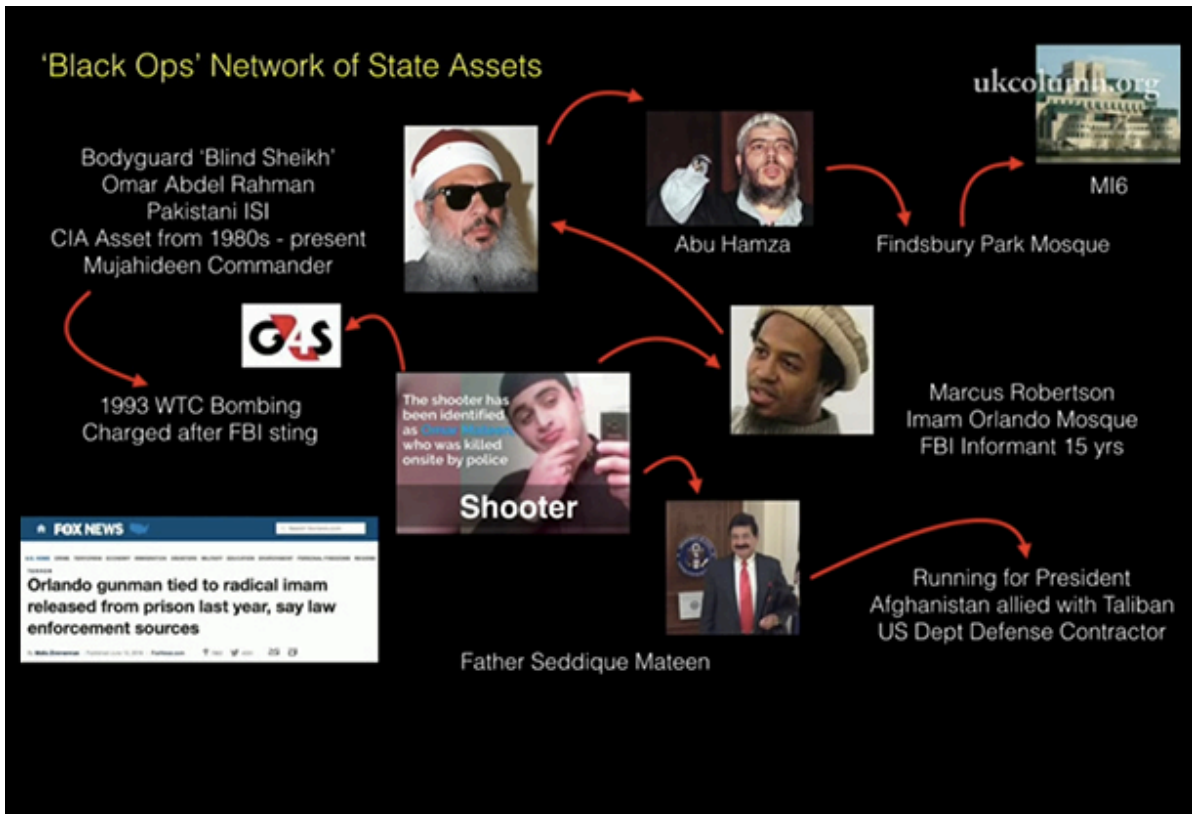 'Black Ops' Network of State Assets
ukcolumn.org
Bodyguard 'Blind Sheikh'
Omar Abdel Rahman
Pakistani ISI
CIA Asset from 1980s - present
Mujahideen Commander
Abu Hamza
Findsbury Park Mosque
MI6
G4S
1993 WTC Bombing
Charged after FBI sting
The shooter has
been identified
as Omar Mateen
who was killed
onsite by police
Shooter
Marcus Robertson
Imam Orlando Mosque
FBI Informant 15 yrs
FOX NEWS
Orlando gunman tied to radical imam
released from prison last year, say law
enforcement sources
Running for President
Afghanistan allied with Taliban
US Dept Defense Contractor
Father Seddique Mateen